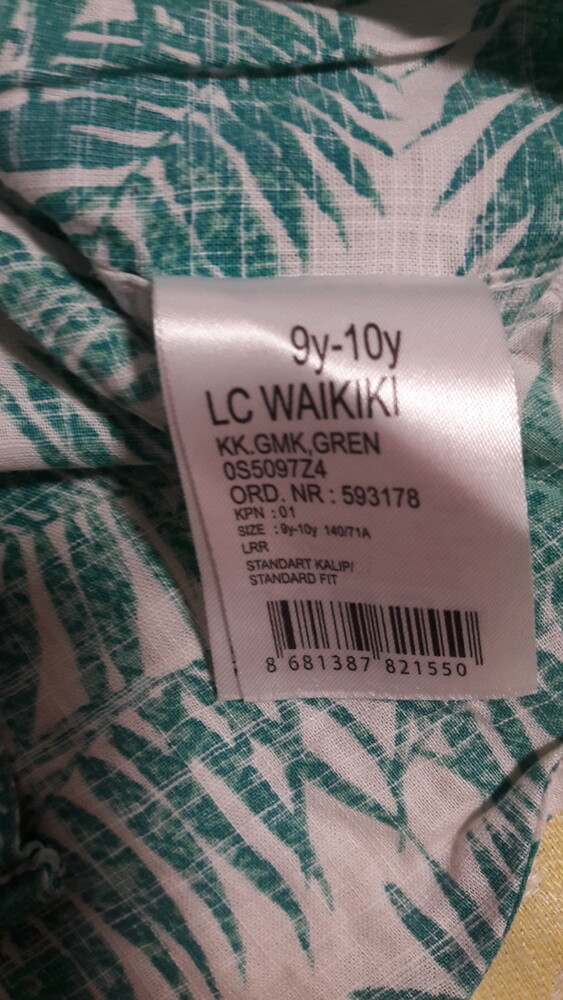 9y-10y
LC WAIKIKI
KK.GMK,GREN
0S5097Z4
ORD. NR : 593178
KPN : 01
SIZE : 9y-10y 140/71A
LRR
STANDART KALIP/
STANDARD FIT
8 681387 821550